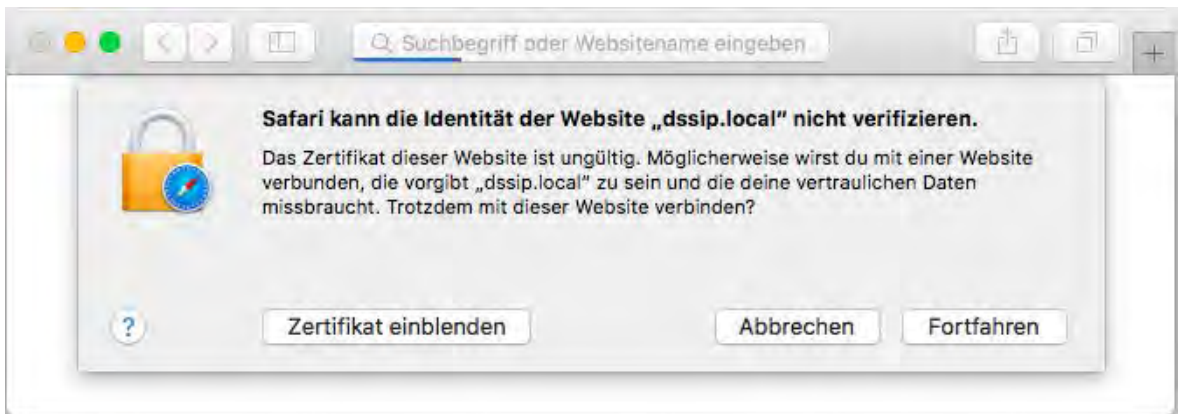 Suchbegriff oder Websitename eingeben
Safari kann die Identität der Website „dssip.local" nicht verifizieren.
Das Zertifikat dieser Website ist ungültig. Möglicherweise wirst du mit einer Website
verbunden, die vorgibt „dssip.local" zu sein und die deine vertraulichen Daten
missbraucht. Trotzdem mit dieser Website verbinden?
? Zertifikat einblenden Abbrechen Fortfahren